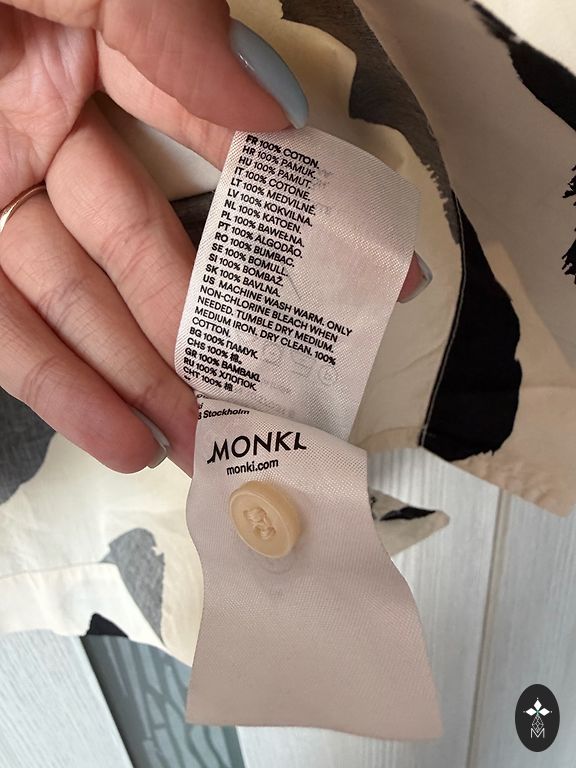 FR 100% COTON.
HR 100% PAMUK.
HU 100% PAMUT.
IT 100% COTONE.
LT 100% MEDVILNĖ.
LV 100% KOKVILNA.
NL 100% KATOEN.
PL 100% BAWEŁNA.
PT 100% ALGODÃO.
RO 100% BUMBAC.
SE 100% BOMULL.
SI 100% BOMBAŽ.
SK 100% BAVLNA.
US MACHINE WASH WARM. ONLY
NON-CHLORINE BLEACH WHEN
NEEDED. TUMBLE DRY MEDIUM.
MEDIUM IRON. DRY CLEAN. 100%
COTTON.
BG 100% ПАМУК.
CHS 100% 棉。
GR 100% ΒΑΜΒΑΚΙ.
RU 100% ХЛОПОК.
CHT 100% 棉
Stockholm
MONKI
monki.com
M